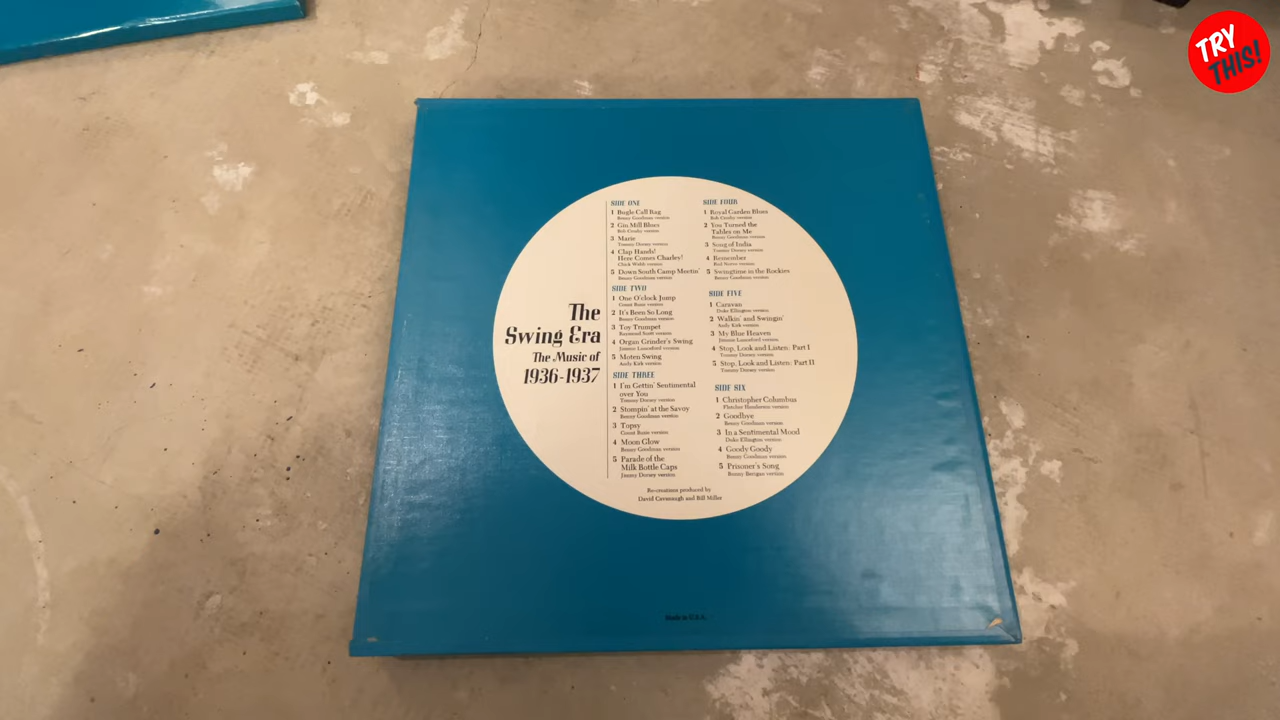 TRY
THIS!
The
Swing Era
The Music of
1936-1937
SIDE ONE
1 Bugle Call Rag
Benny Goodman version
2 Gin Mill Blues
Bob Crosby version
3 Marie
Tommy Dorsey version
4 Clap Hands!
Here Comes Charley!
Chick Webb version
5 Down South Camp Meetin'
Benny Goodman version
SIDE TWO
1 One O'clock Jump
Count Basie version
2 It's Been So Long
Benny Goodman version
3 Toy Trumpet
Raymond Scott version
4 Organ Grinder's Swing
Jimmie Lunceford version
5 Moten Swing
Andy Kirk version
SIDE THREE
1 I'm Gettin' Sentimental
over You
Tommy Dorsey version
2 Stompin' at the Savoy
Benny Goodman version
3 Topsy
Count Basie version
4 Moon Glow
Benny Goodman version
5 Parade of the
Milk Bottle Caps
Jimmy Dorsey version
SIDE FOUR
1 Royal Garden Blues
Bob Crosby version
2 You Turned the
Tables on Me
Benny Goodman version
3 Song of India
Tommy Dorsey version
4 Remember
Red Norvo version
5 Swingtime in the Rockies
Benny Goodman version
SIDE FIVE
1 Caravan
Duke Ellington version
2 Walkin' and Swingin'
Andy Kirk version
3 My Blue Heaven
Jimmie Lunceford version
4 Stop, Look and Listen: Part I
Tommy Dorsey version
5 Stop, Look and Listen: Part II
Tommy Dorsey version
SIDE SIX
1 Christopher Columbus
Fletcher Henderson version
2 Goodbye
Benny Goodman version
3 In a Sentimental Mood
Duke Ellington version
4 Goody Goody
Benny Goodman version
5 Prisoner's Song
Bunny Berigan version
Re-creations produced by
David Cavanaugh and Bill Miller
Made in U.S.A.